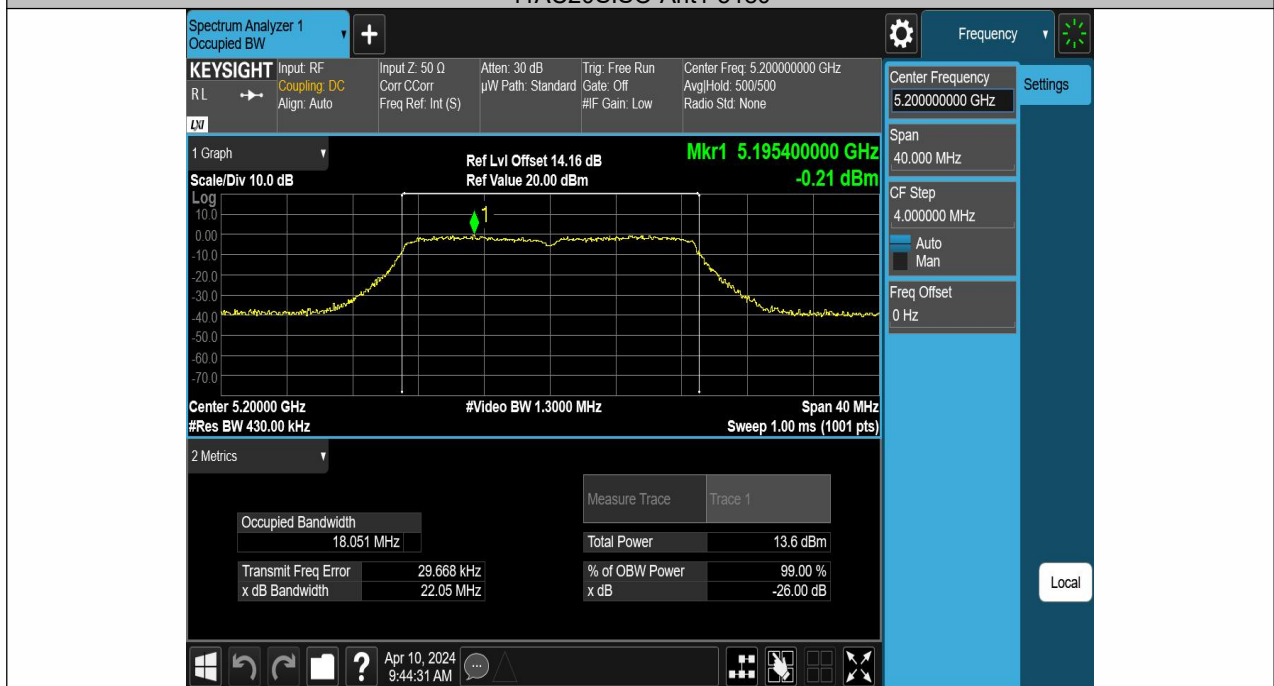 Spectrum Analyzer 1
Occupied BW
+
Frequency
KEYSIGHT
RL
LXI
Input: RF
Coupling: DC
Align: Auto
Input Z: 50 Ω
Corr CCorr
Freq Ref: Int (S)
Atten: 30 dB
µW Path: Standard
Trig: Free Run
Gate: Off
#IF Gain: Low
Center Freq: 5.200000000 GHz
Avg|Hold: 500/500
Radio Std: None
Center Frequency
5.200000000 GHz
Settings
Span
40.000 MHz
CF Step
4.000000 MHz
Auto
Man
Freq Offset
0 Hz
Local
1 Graph
Scale/Div 10.0 dB
Ref Lvl Offset 14.16 dB
Ref Value 20.00 dBm
Mkr1 5.195400000 GHz
-0.21 dBm
Log
10.0
0.00
-10.0
-20.0
-30.0
-40.0
-50.0
-60.0
-70.0
1
Center 5.20000 GHz
#Video BW 1.3000 MHz
Span 40 MHz
#Res BW 430.00 kHz
Sweep 1.00 ms (1001 pts)
2 Metrics
Measure Trace Trace 1
Occupied Bandwidth
18.051 MHz
Total Power 13.6 dBm
Transmit Freq Error 29.668 kHz
% of OBW Power 99.00 %
x dB Bandwidth 22.05 MHz
x dB -26.00 dB
?
Apr 10, 2024
9:44:31 AM